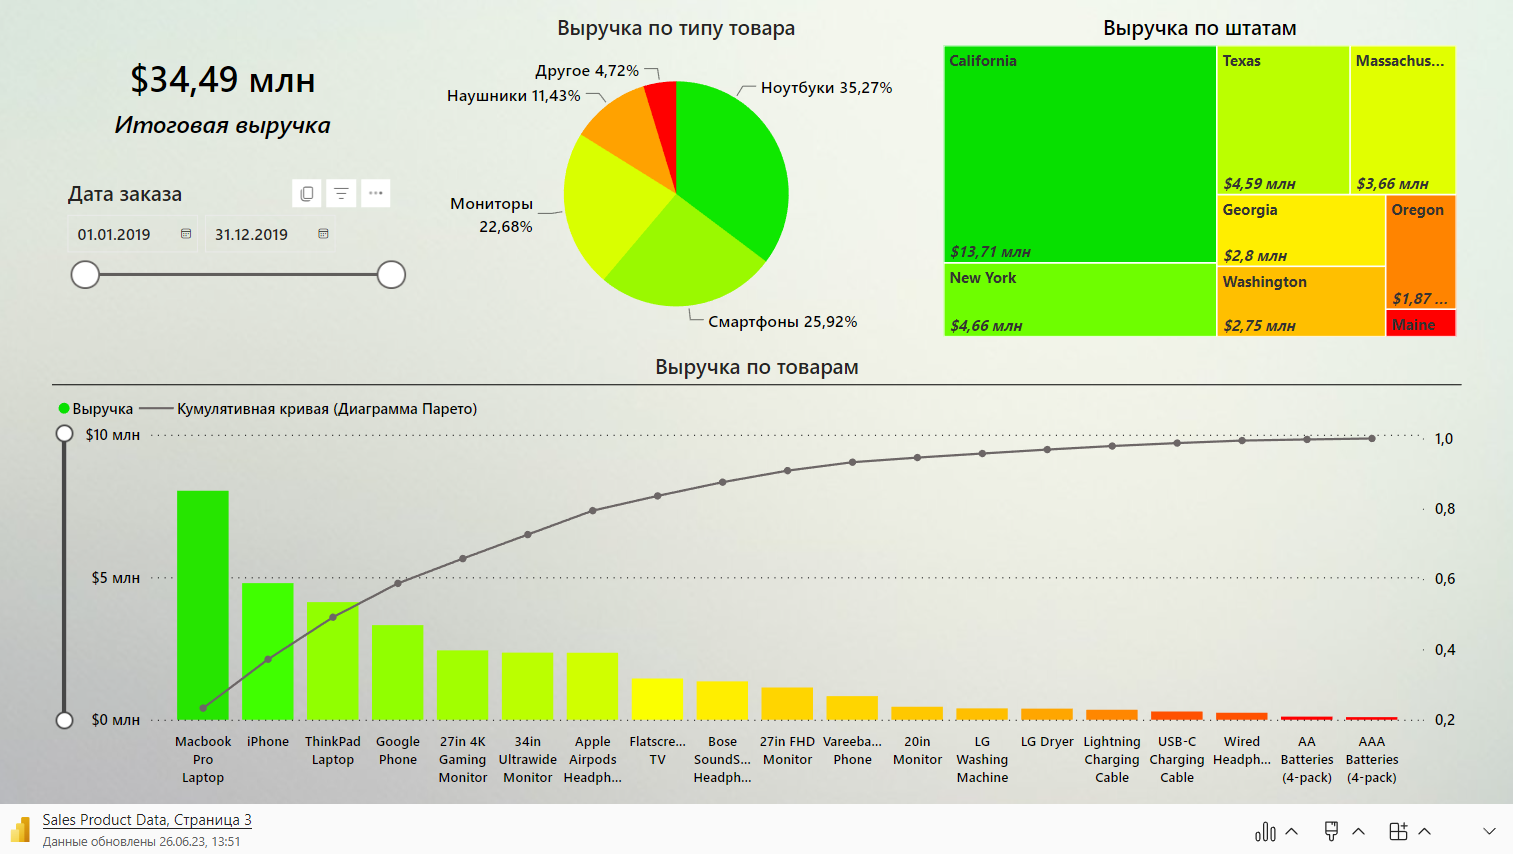 $34,49 млн
Итоговая выручка
Дата заказа
01.01.2019
31.12.2019
Выручка по типу товара
Другое 4,72%
Наушники 11,43%
Ноутбуки 35,27%
Мониторы
22,68%
Смартфоны 25,92%
Выручка по штатам
California
$13,71 млн
New York
$4,66 млн
Texas
$4,59 млн
Massachus...
$3,66 млн
Georgia
$2,8 млн
Washington
$2,75 млн
Oregon
$1,87 ...
Maine
Выручка по товарам
Выручка
Кумулятивная кривая (Диаграмма Парето)
$10 млн
$5 млн
$0 млн
1,0
0,8
0,6
0,4
0,2
Macbook
Pro
Laptop
iPhone
ThinkPad
Laptop
Google
Phone
27in 4K
Gaming
Monitor
34in
Ultrawide
Monitor
Apple
Airpods
Headph...
Flatscre...
TV
Bose
SoundS...
Headph...
27in FHD
Monitor
Vareeba...
Phone
20in
Monitor
LG
Washing
Machine
LG Dryer
Lightning
Charging
Cable
USB-C
Charging
Cable
Wired
Headph...
AA
Batteries
(4-pack)
AAA
Batteries
(4-pack)
Sales Product Data, Страница 3
Данные обновлены 26.06.23, 13:51